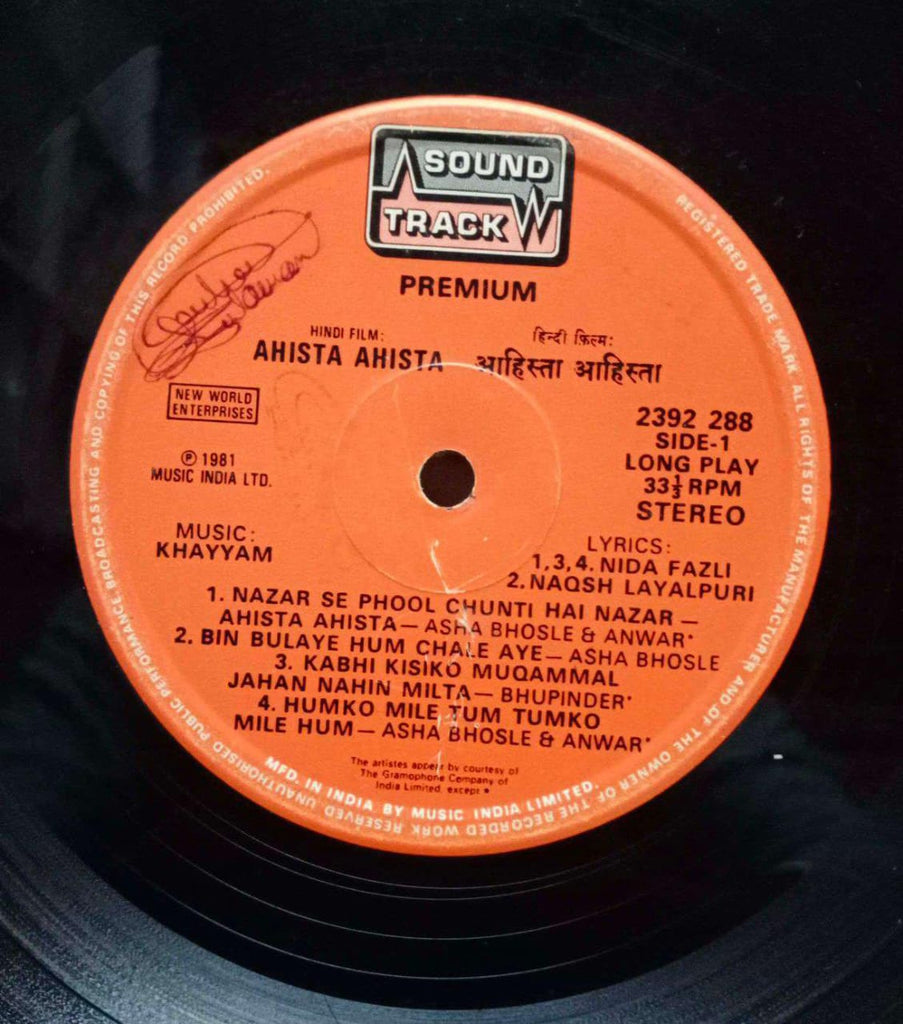 SOUND
TRACK
PREMIUM
HINDI FILM:
AHISTA AHISTA
हिन्दी फ़िल्म:
आहिस्ता आहिस्ता
NEW WORLD
ENTERPRISES
℗ 1981
MUSIC INDIA LTD.
2392 288
SIDE-1
LONG PLAY
33⅓ RPM
STEREO
MUSIC:
KHAYYAM
LYRICS:
1,3,4. NIDA FAZLI
2. NAQSH LAYALPURI
1. NAZAR SE PHOOL CHUNTI HAI NAZAR —
AHISTA AHISTA — ASHA BHOSLE & ANWAR*
2. BIN BULAYE HUM CHALE AYE — ASHA BHOSLE
3. KABHI KISIKO MUQAMMAL
JAHAN NAHIN MILTA — BHUPINDER*
4. HUMKO MILE TUM TUMKO
MILE HUM — ASHA BHOSLE & ANWAR*
The artistes appear by courtesy of
The Gramophone Company of
India Limited. except *
MFD. IN INDIA BY MUSIC INDIA LIMITED.
REGISTERED TRADE MARK ALL RIGHTS OF THE MANUFACTURER AND OF THE OWNER OF THE RECORDED WORK RESERVED UNAUTHORISED PUBLIC PERFORMANCE BROADCASTING AND COPYING OF THIS RECORD PROHIBITED.